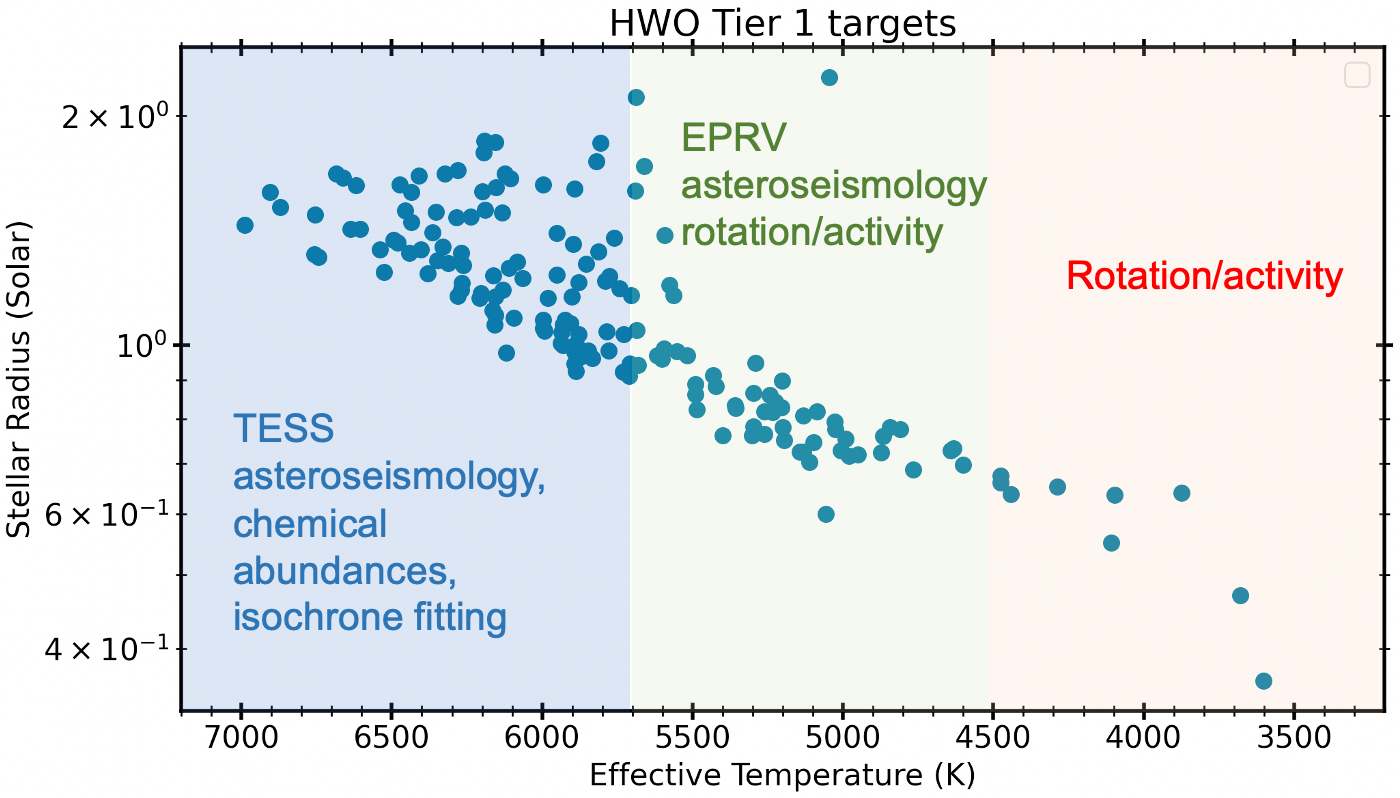 HWO Tier 1 targets
2 × 10⁰
10⁰
6 × 10⁻¹
4 × 10⁻¹
Stellar Radius (Solar)
EPRV
asteroseismology
rotation/activity
Rotation/activity
TESS
asteroseismology,
chemical
abundances,
isochrone fitting
7000 6500 6000 5500 5000 4500 4000 3500
Effective Temperature (K)